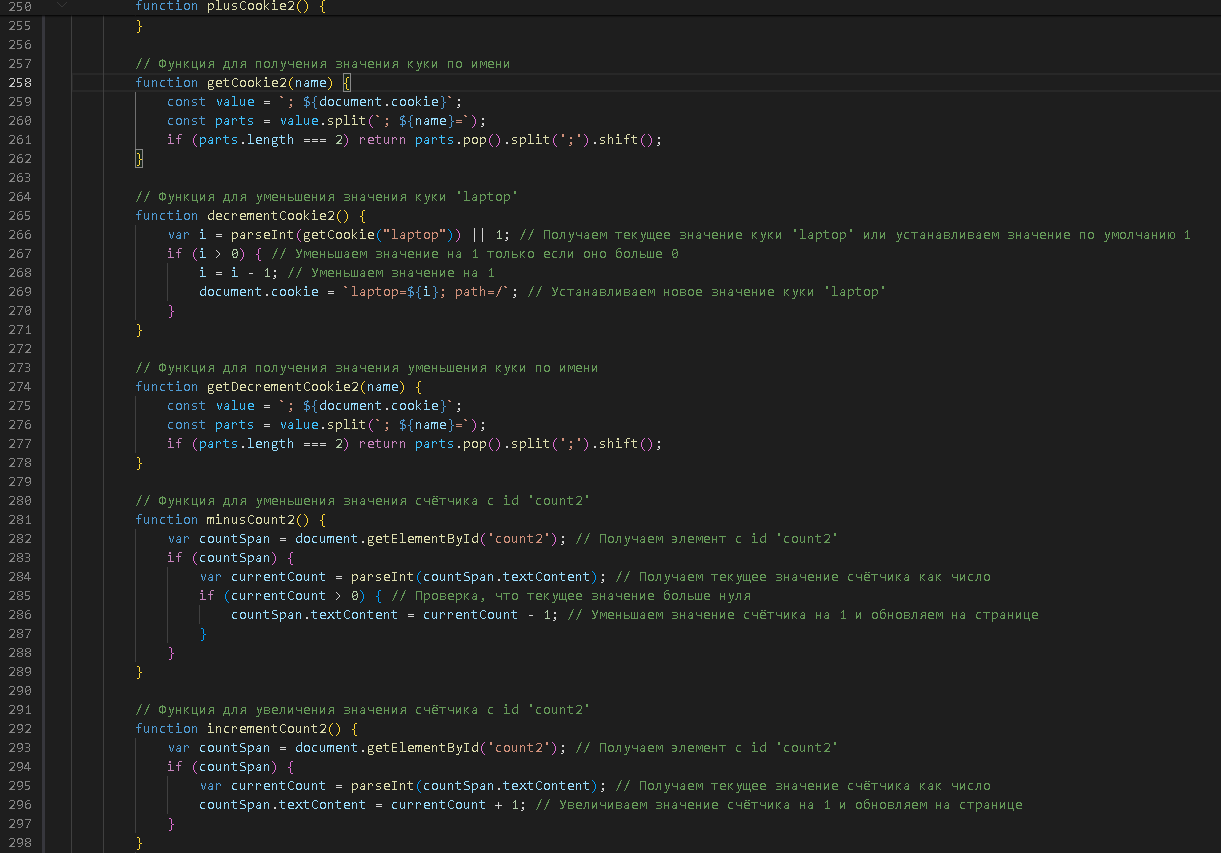 250 function plusCookie2() {
255 }
256
257 // Функция для получения значения куки по имени
258 function getCookie2(name) {
259 const value = `; ${document.cookie}`;
260 const parts = value.split(`; ${name}=`);
261 if (parts.length === 2) return parts.pop().split(';').shift();
262 }
263
264 // Функция для уменьшения значения куки 'laptop'
265 function decrementCookie2() {
266 var i = parseInt(getCookie("laptop")) || 1; // Получаем текущее значение куки 'laptop' или устанавливаем значение по умолчанию 1
267 if (i > 0) { // Уменьшаем значение на 1 только если оно больше 0
268 i = i - 1; // Уменьшаем значение на 1
269 document.cookie = `laptop=${i}; path=/`; // Устанавливаем новое значение куки 'laptop'
270 }
271 }
272
273 // Функция для получения значения уменьшения куки по имени
274 function getDecrementCookie2(name) {
275 const value = `; ${document.cookie}`;
276 const parts = value.split(`; ${name}=`);
277 if (parts.length === 2) return parts.pop().split(';').shift();
278 }
279
280 // Функция для уменьшения значения счётчика с id 'count2'
281 function minusCount2() {
282 var countSpan = document.getElementById('count2'); // Получаем элемент с id 'count2'
283 if (countSpan) {
284 var currentCount = parseInt(countSpan.textContent); // Получаем текущее значение счётчика как число
285 if (currentCount > 0) { // Проверка, что текущее значение больше нуля
286 countSpan.textContent = currentCount - 1; // Уменьшаем значение счётчика на 1 и обновляем на странице
287 }
288 }
289 }
290
291 // Функция для увеличения значения счётчика с id 'count2'
292 function incrementCount2() {
293 var countSpan = document.getElementById('count2'); // Получаем элемент с id 'count2'
294 if (countSpan) {
295 var currentCount = parseInt(countSpan.textContent); // Получаем текущее значение счётчика как число
296 countSpan.textContent = currentCount + 1; // Увеличиваем значение счётчика на 1 и обновляем на странице
297 }
298 }